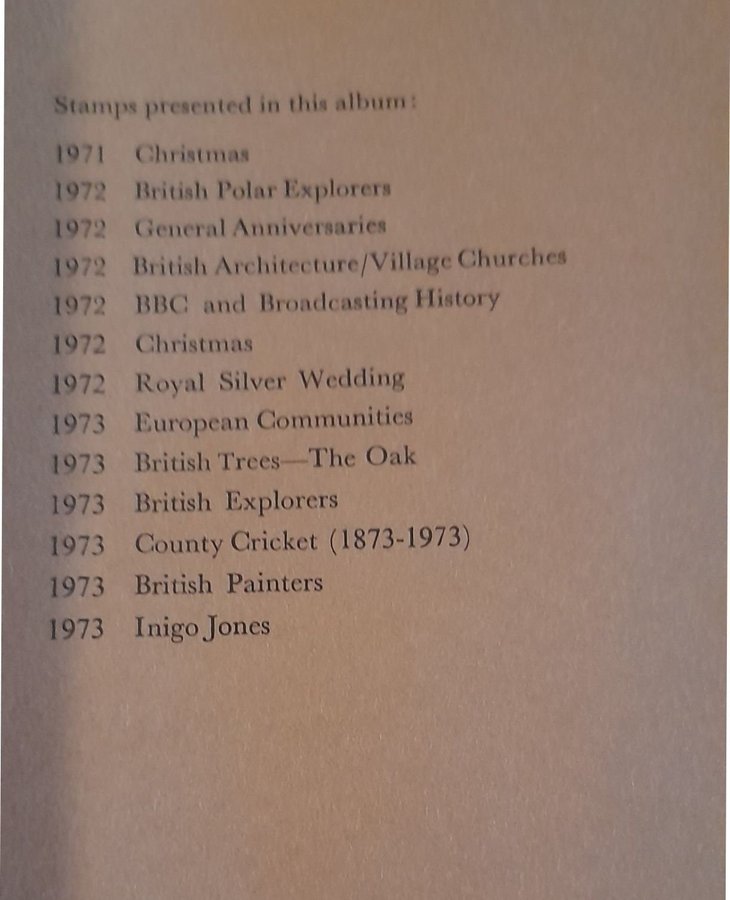 Stamps presented in this album:
1971 Christmas
1972 British Polar Explorers
1972 General Anniversaries
1972 British Architecture/Village Churches
1972 BBC and Broadcasting History
1972 Christmas
1972 Royal Silver Wedding
1973 European Communities
1973 British Trees—The Oak
1973 British Explorers
1973 County Cricket (1873-1973)
1973 British Painters
1973 Inigo Jones